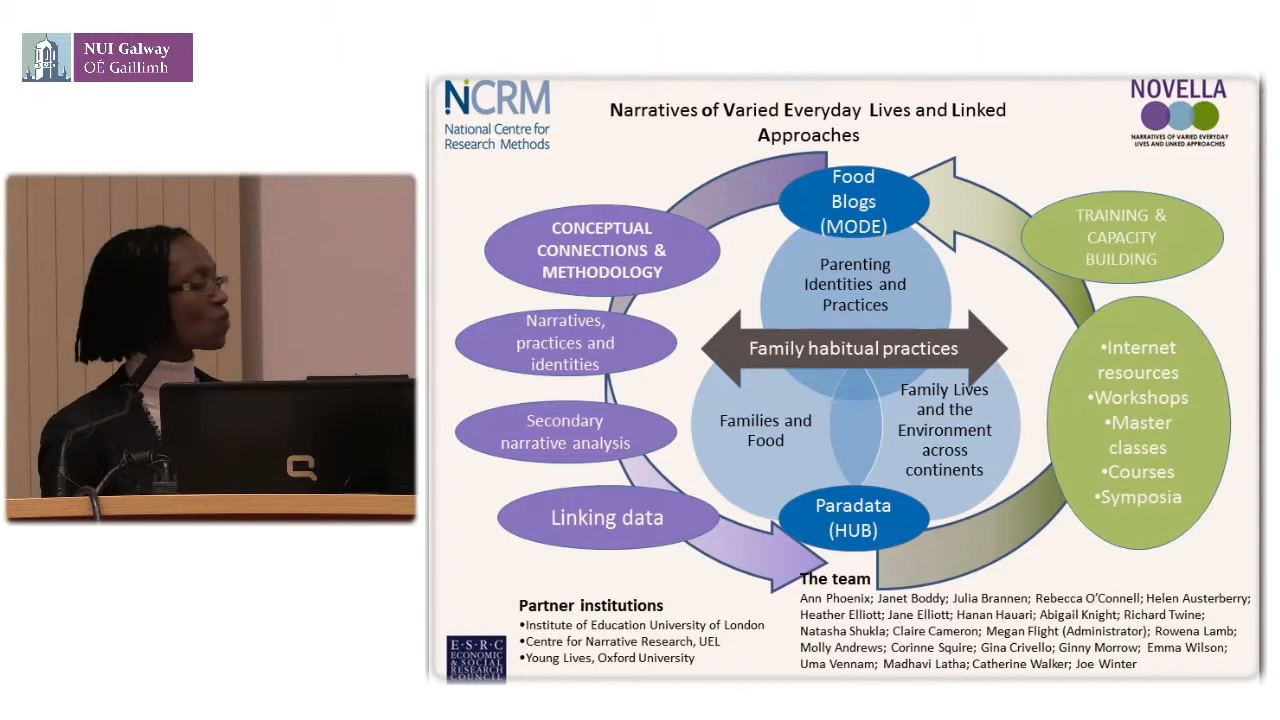 NUI Galway
OÉ Gaillimh
NCRM
National Centre for
Research Methods
Narratives of Varied Everyday Lives and Linked
Approaches
NOVELLA
NARRATIVES OF VARIED EVERYDAY
LIVES AND LINKED APPROACHES
Food
Blogs
(MODE)
CONCEPTUAL
CONNECTIONS &
METHODOLOGY
TRAINING &
CAPACITY
BUILDING
Parenting
Identities and
Practices
Narratives,
practices and
identities
Family habitual practices
•Internet
resources
•Workshops
•Master
classes
•Courses
•Symposia
Secondary
narrative analysis
Families and
Food
Family Lives
and the
Environment
across
continents
Linking data
Paradata
(HUB)
Partner institutions
•Institute of Education University of London
•Centre for Narrative Research, UEL
•Young Lives, Oxford University
The team
Ann Phoenix; Janet Boddy; Julia Brannen; Rebecca O'Connell; Helen Austerberry;
Heather Elliott; Jane Elliott; Hanan Hauari; Abigail Knight; Richard Twine;
Natasha Shukla; Claire Cameron; Megan Flight (Administrator); Rowena Lamb;
Molly Andrews; Corinne Squire; Gina Crivello; Ginny Morrow; Emma Wilson;
Uma Vennam; Madhavi Latha; Catherine Walker; Joe Winter
E·S·R·C
ECONOMIC
& SOCIAL
RESEARCH
COUNCIL